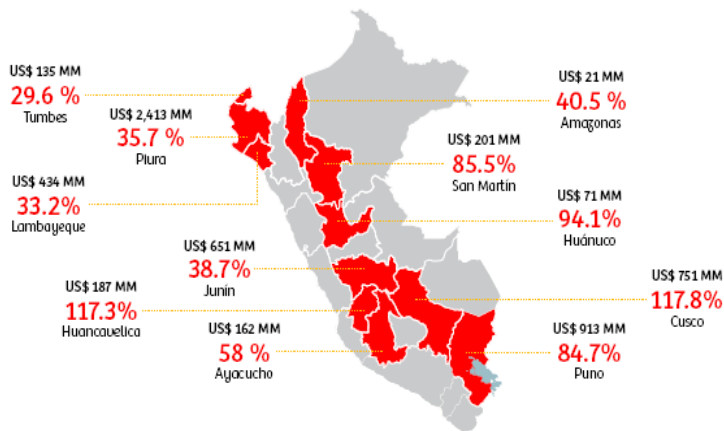 US$ 135 MM
29.6 %
Tumbes
US$ 2,413 MM
35.7 %
Piura
US$ 434 MM
33.2%
Lambayeque
US$ 651 MM
38.7%
Junín
US$ 187 MM
117.3%
Huancavelica
US$ 162 MM
58 %
Ayacucho
US$ 21 MM
40.5 %
Amazonas
US$ 201 MM
85.5%
San Martín
US$ 71 MM
94.1%
Huánuco
US$ 751 MM
117.8%
Cusco
US$ 913 MM
84.7%
Puno